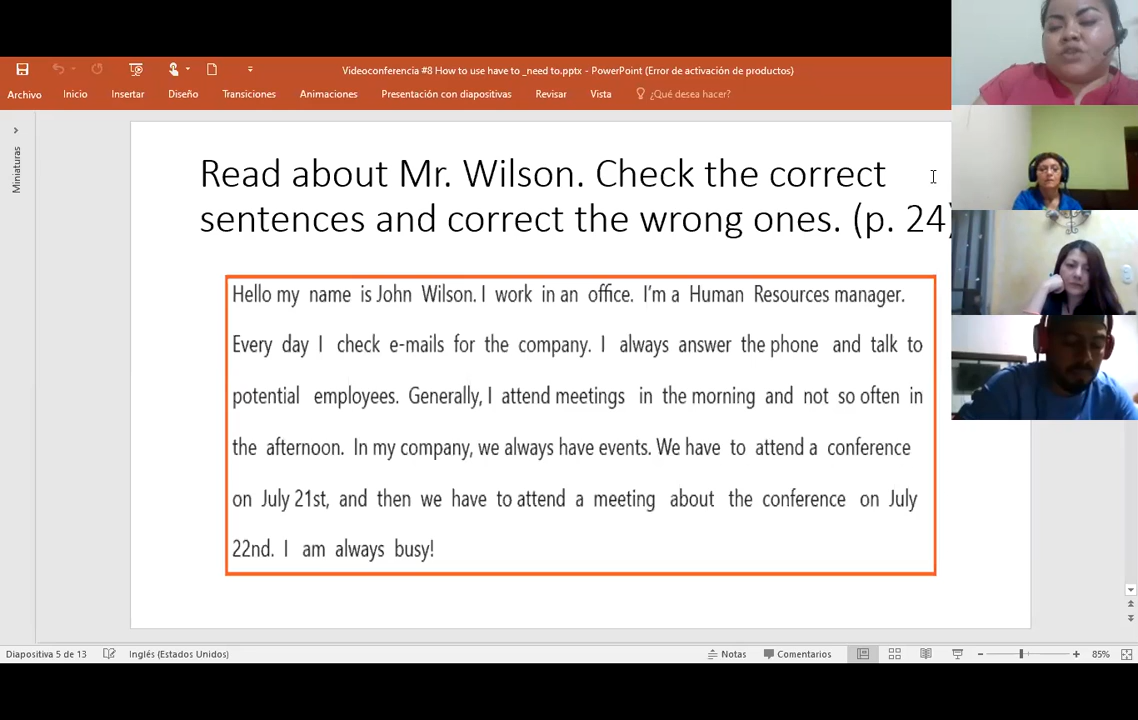 Videoconferencia #8 How to use have to _need to.pptx - PowerPoint (Error de activación de productos)
Archivo Inicio Insertar Diseño Transiciones Animaciones Presentación con diapositivas Revisar Vista ¿Qué desea hacer?
Miniaturas
Read about Mr. Wilson. Check the correct
sentences and correct the wrong ones. (p. 24)
Hello my name is John Wilson. I work in an office. I'm a Human Resources manager.
Every day I check e-mails for the company. I always answer the phone and talk to
potential employees. Generally, I attend meetings in the morning and not so often in
the afternoon. In my company, we always have events. We have to attend a conference
on July 21st, and then we have to attend a meeting about the conference on July
22nd. I am always busy!
Diapositiva 5 de 13 Inglés (Estados Unidos) Notas Comentarios 85%